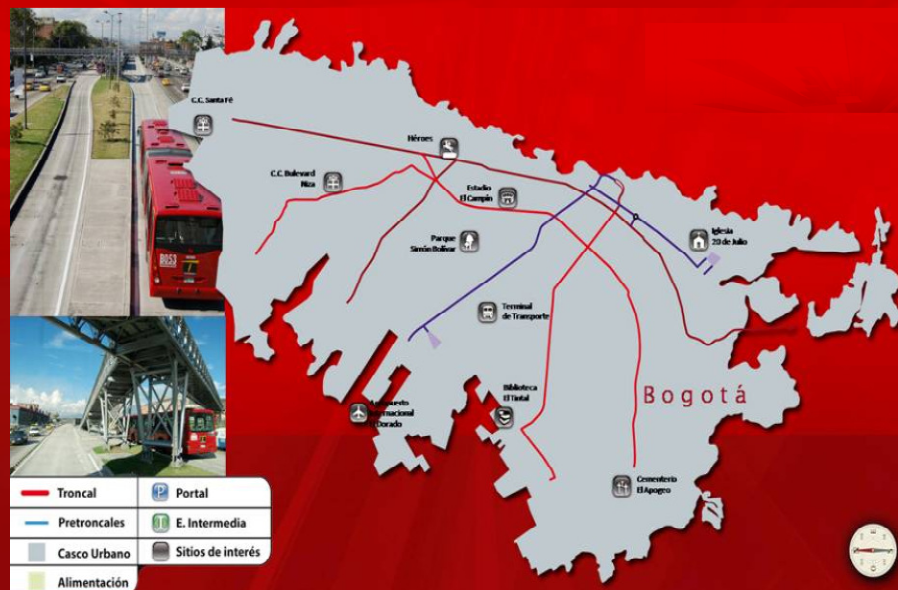 C.C. Santa Fé
Héroes
C.C. Bulevard
Niza
Estadio
El Campín
Parque
Simón Bolívar
Iglesia
20 de Julio
Terminal
de Transporte
Biblioteca
El Tintal
Bogotá
Internacional
El Dorado
Cementerio
El Apogeo
B053
Troncal
Portal
Pretroncales
E. Intermedia
Casco Urbano
Sitios de interés
Alimentación